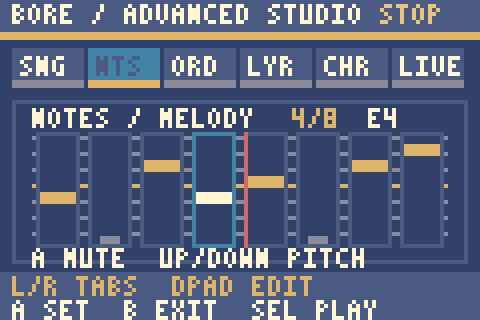 BORE / ADVANCED STUDIO STOP
SNG NTS ORD LYR CHR LIVE
NOTES / MELODY 4/8 E4
A MUTE UP/DOWN PITCH
L/R TABS DPAD EDIT
A SET B EXIT SEL PLAY